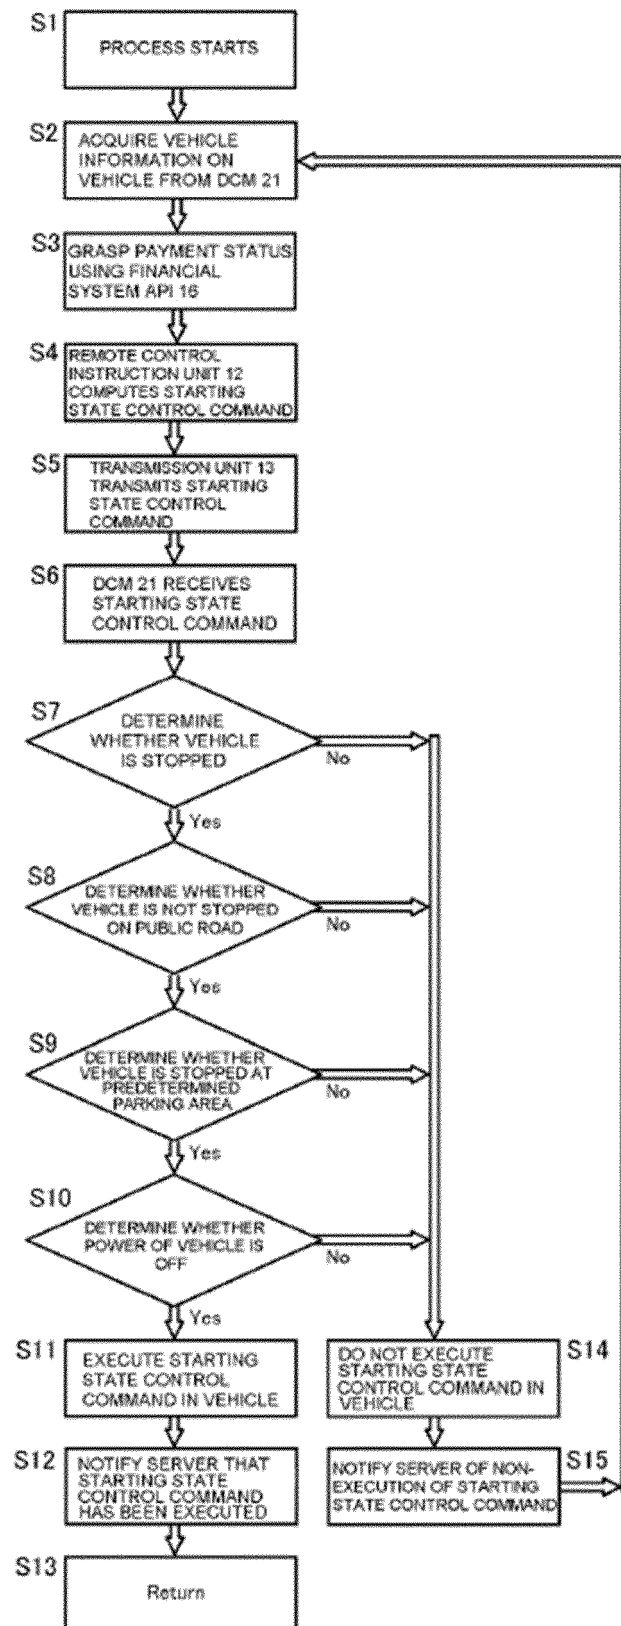 S1
PROCESS STARTS
S2
ACQUIRE VEHICLE
INFORMATION ON
VEHICLE FROM DCM 21
S3
GRASP PAYMENT STATUS
USING FINANCIAL
SYSTEM API 16
S4
REMOTE CONTROL
INSTRUCTION UNIT 12
COMPUTES STARTING
STATE CONTROL COMMAND
S5
TRANSMISSION UNIT 13
TRANSMITS STARTING
STATE CONTROL
COMMAND
S6
DCM 21 RECEIVES
STARTING STATE
CONTROL COMMAND
S7
DETERMINE
WHETHER VEHICLE
IS STOPPED
No
Yes
S8
DETERMINE WHETHER
VEHICLE IS NOT STOPPED
ON PUBLIC ROAD
No
Yes
S9
DETERMINE WHETHER
VEHICLE IS STOPPED AT
PREDETERMINED
PARKING AREA
No
Yes
S10
DETERMINE WHETHER
POWER OF VEHICLE IS
OFF
No
Yes
S11
EXECUTE STARTING
STATE CONTROL
COMMAND IN VEHICLE
S14
DO NOT EXECUTE
STARTING STATE
CONTROL COMMAND IN
VEHICLE
S12
NOTIFY SERVER THAT
STARTING STATE
CONTROL COMMAND
HAS BEEN EXECUTED
S15
NOTIFY SERVER OF NON-
EXECUTION OF STARTING
STATE CONTROL COMMAND
S13
Return